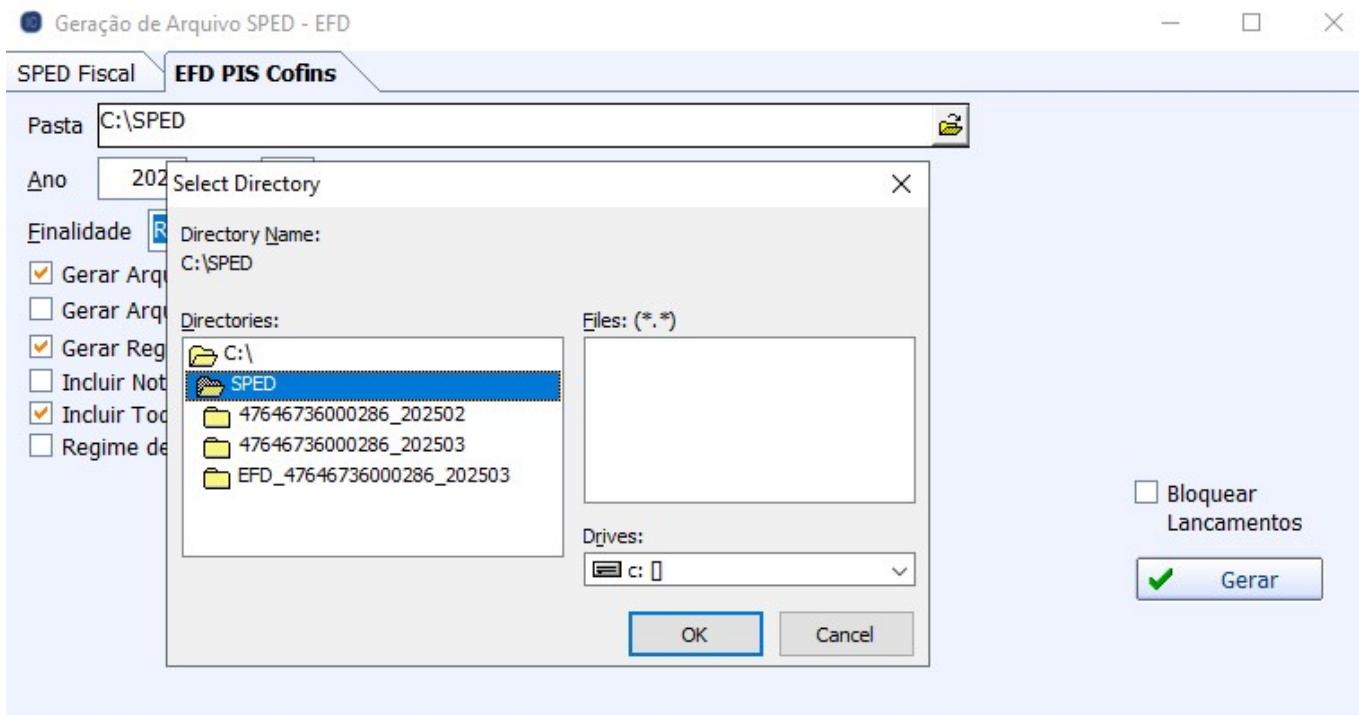 Geração de Arquivo SPED - EFD
SPED Fiscal
EFD PIS Cofins
Pasta C:\SPED
Ano 202
Select Directory
Finalidade R
Directory Name:
C:\SPED
Gerar Arqu
Gerar Arqu
Gerar Reg
Incluir Not
Incluir Tod
Regime de
Directories:
Files: (*.*)
C:\
SPED
47646736000286_202502
47646736000286_202503
EFD_47646736000286_202503
Drives:
c: []
OK
Cancel
Bloquear
Lancamentos
Gerar